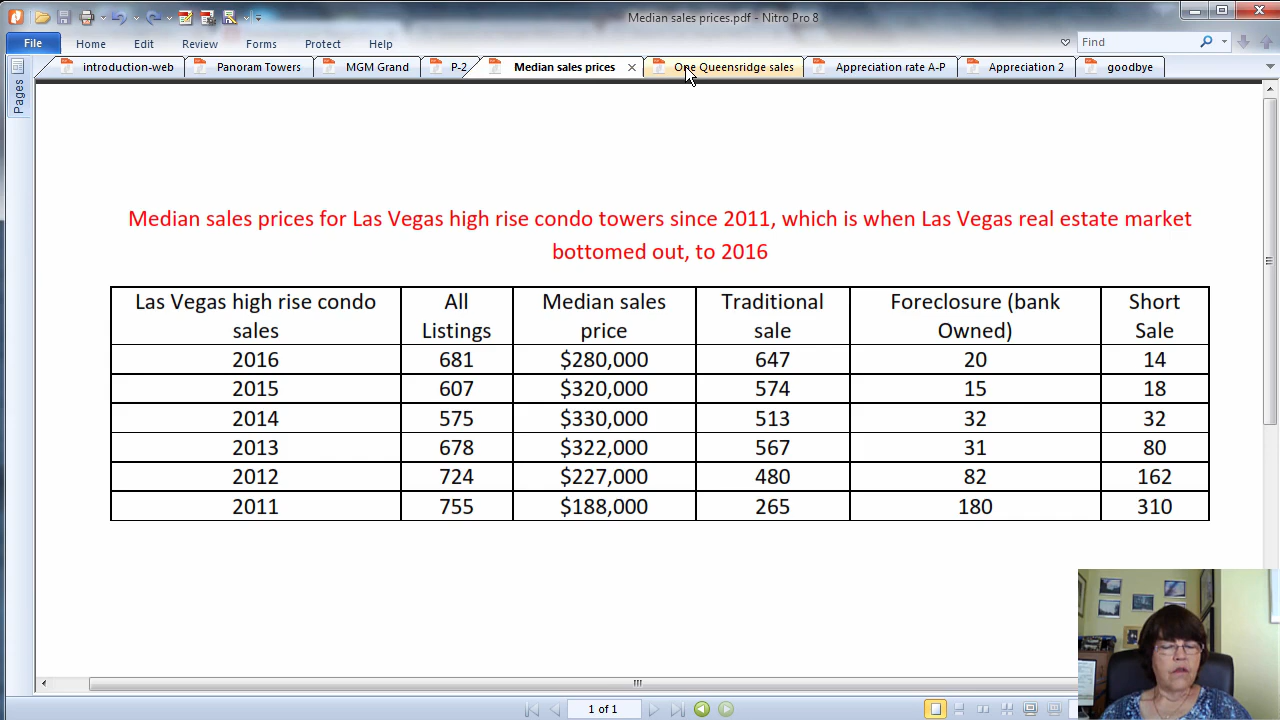 Median sales prices.pdf - Nitro Pro 8
File Home Edit Review Forms Protect Help Find
introduction-web Panoram Towers MGM Grand P-2 Median sales prices One Queensridge sales Appreciation rate A-P Appreciation 2 goodbye
Pages
Median sales prices for Las Vegas high rise condo towers since 2011, which is when Las Vegas real estate market
bottomed out, to 2016
Las Vegas high rise condo sales All Listings Median sales price Traditional sale Foreclosure (bank Owned) Short Sale
2016 681 $280,000 647 20 14
2015 607 $320,000 574 15 18
2014 575 $330,000 513 32 32
2013 678 $322,000 567 31 80
2012 724 $227,000 480 82 162
2011 755 $188,000 265 180 310
1 of 1